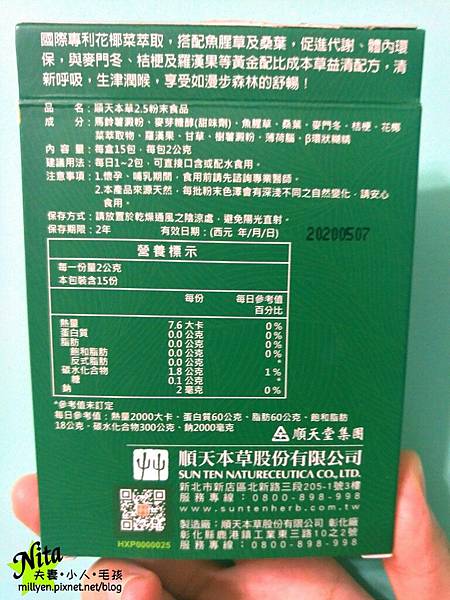 國際專利花椰菜萃取，搭配魚腥草及桑葉，促進代謝、體內環
保，與麥門冬、桔梗及羅漢果等黃金配比成本草益清配方，清
新呼吸，生津潤喉，享受如漫步森林的舒暢！
品　　名：順天本草2.5粉末食品
成　　分：馬鈴薯澱粉、麥芽糖醇(甜味劑)、魚腥草、桑葉、麥門冬、桔梗、花椰
菜萃取物、羅漢果、甘草、樹薯澱粉、薄荷腦、β環狀糊精
內 容 量：每盒15包，每包2公克
建議用法：每日1~2包，可直接口含或配水食用。
注意事項：1.懷孕、哺乳期間，食用前請先諮詢專業醫師。
2.本產品來源天然，每批粉末色澤會有深淺不同之自然變化，請安心
食用。
保存方式：請放置於乾燥通風之陰涼處，避免陽光直射。
保存期限：2年　有效日期：(西元 年/月/日) 20200507
營養標示
每一份量2公克
本包裝含15份
每份 每日參考值
百分比
熱量 7.6 大卡 0%
蛋白質 0.0 公克 0%
脂肪 0.0 公克 0%
飽和脂肪 0.0 公克 0%
反式脂肪 0.0 公克 *
碳水化合物 1.8 公克 1%
糖 0.1 公克 *
鈉 2 毫克 0%
*參考值未訂定
每日參考值：熱量2000大卡、蛋白質60公克、脂肪60公克、飽和脂肪
18公克、碳水化合物300公克、鈉2000毫克
順天堂集團
順天本草股份有限公司
SUN TEN NATURECEUTICA CO., LTD.
新北市新店區北新路三段205-1號3樓
服務專線：0800-898-998
www.suntenherb.com.tw
製造廠：順天本草股份有限公司 彰化廠
彰化縣鹿港鎮工業東三路10之2號
服務專線：0800-898-998
HXP0000025
Nita
夫妻•小人•毛孩
millyen.pixnet.net/blog